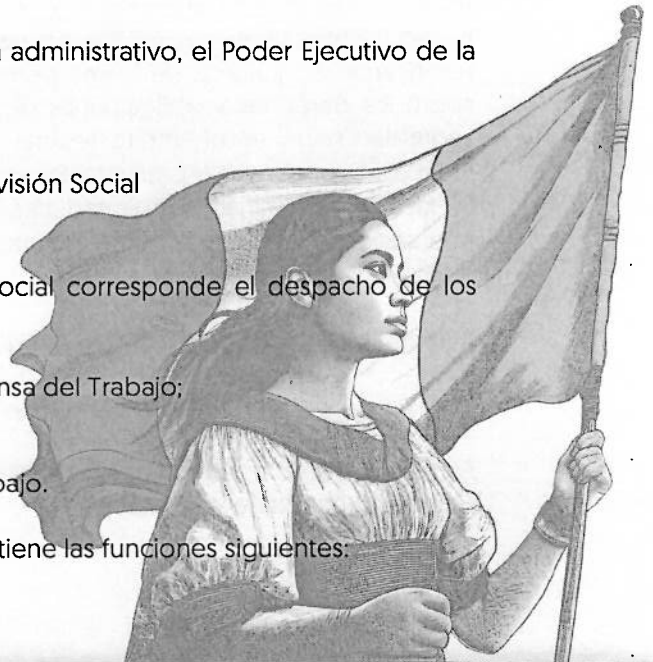 administrativo, el Poder Ejecutivo de la
visión Social
ocial corresponde el despacho de los
nsa del Trabajo;
bajo.
tiene las funciones siguientes: